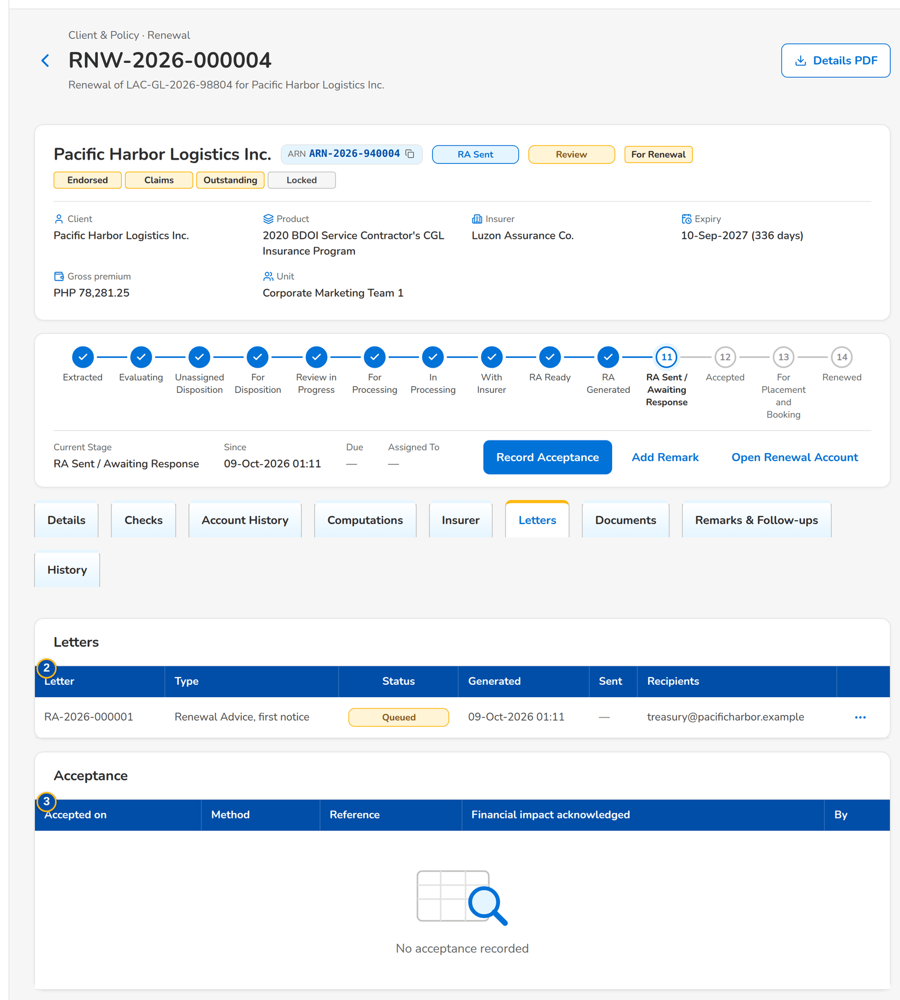 Client & Policy · Renewal
RNW-2026-000004
Renewal of LAC-GL-2026-98804 for Pacific Harbor Logistics Inc.
Details PDF
Pacific Harbor Logistics Inc.
ARN ARN-2026-940004
RA Sent
Review
For Renewal
Endorsed
Claims
Outstanding
Locked
Client
Pacific Harbor Logistics Inc.
Product
2020 BDOI Service Contractor's CGL
Insurance Program
Insurer
Luzon Assurance Co.
Expiry
10-Sep-2027 (336 days)
Gross premium
PHP 78,281.25
Unit
Corporate Marketing Team 1
Extracted
Evaluating
Unassigned
Disposition
For
Disposition
Review in
Progress
For
Processing
In
Processing
With
Insurer
RA Ready
RA
Generated
11
RA Sent /
Awaiting
Response
12
Accepted
13
For
Placement
and
Booking
14
Renewed
Current Stage
RA Sent / Awaiting Response
Since
09-Oct-2026 01:11
Due
—
Assigned To
—
Record Acceptance
Add Remark
Open Renewal Account
Details
Checks
Account History
Computations
Insurer
Letters
Documents
Remarks & Follow-ups
History
Letters
2
Letter Type Status Generated Sent Recipients
RA-2026-000001 Renewal Advice, first notice Queued 09-Oct-2026 01:11 — treasury@pacificharbor.example
Acceptance
3
Accepted on Method Reference Financial impact acknowledged By
No acceptance recorded